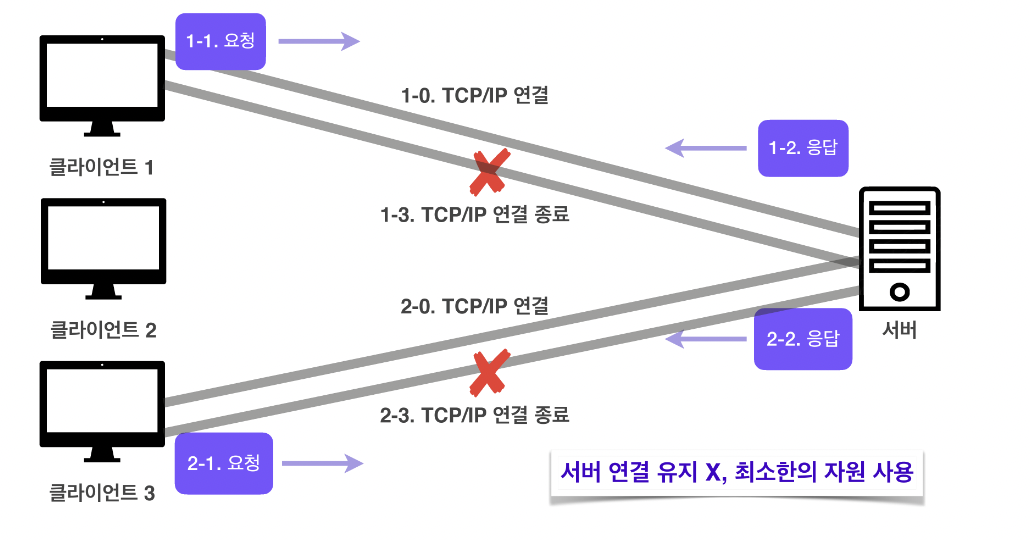 1-1. 요청
1-0. TCP/IP 연결
1-2. 응답
클라이언트 1
1-3. TCP/IP 연결 종료
2-0. TCP/IP 연결
클라이언트 2
서버
2-2. 응답
2-3. TCP/IP 연결 종료
2-1. 요청
클라이언트 3
서버 연결 유지 X, 최소한의 자원 사용